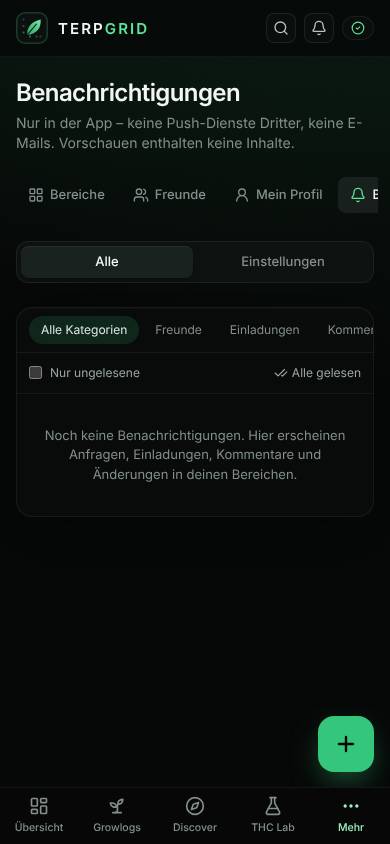 TERPGRID
Benachrichtigungen
Nur in der App – keine Push-Dienste Dritter, keine E-
Mails. Vorschauen enthalten keine Inhalte.
Bereiche Freunde Mein Profil
Alle Einstellungen
Alle Kategorien Freunde Einladungen
Nur ungelesene Alle gelesen
Noch keine Benachrichtigungen. Hier erscheinen
Anfragen, Einladungen, Kommentare und
Änderungen in deinen Bereichen.
Übersicht Growlogs Discover THC Lab Mehr